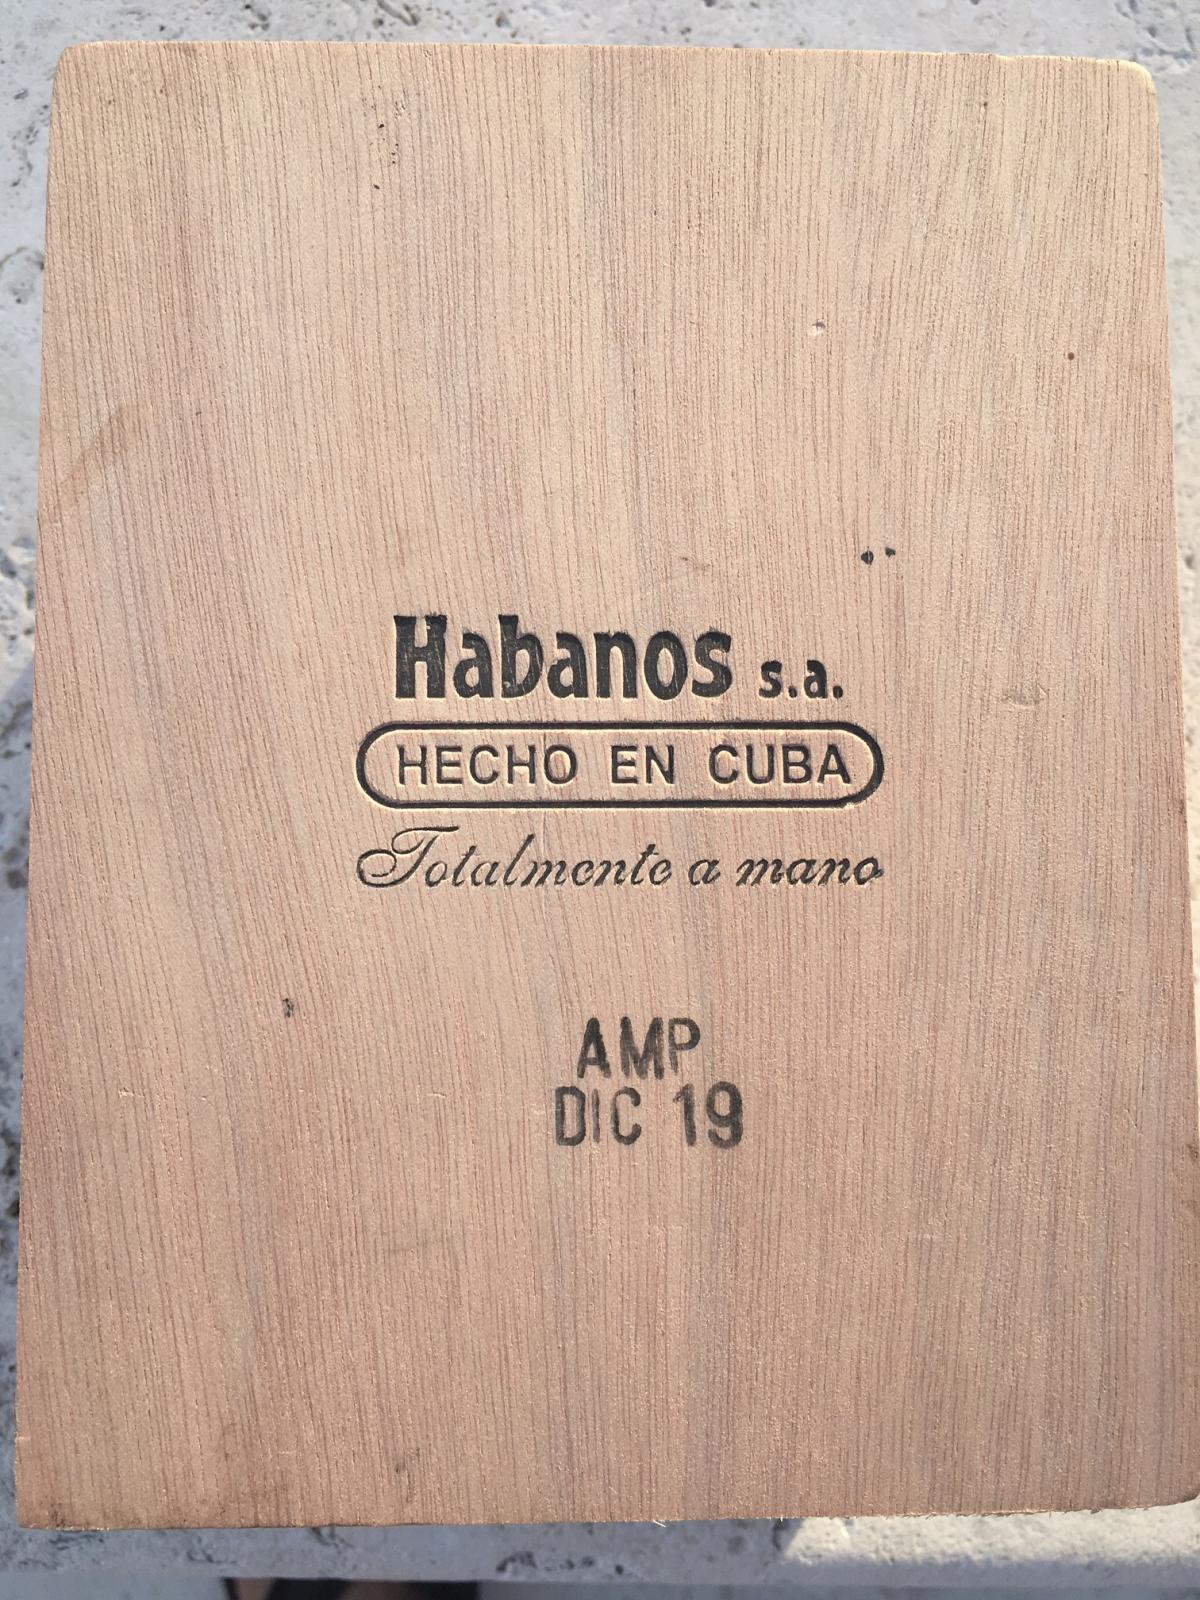 Habanos s.a.
HECHO EN CUBA
Totalmente a mano
AMP
DIC 19